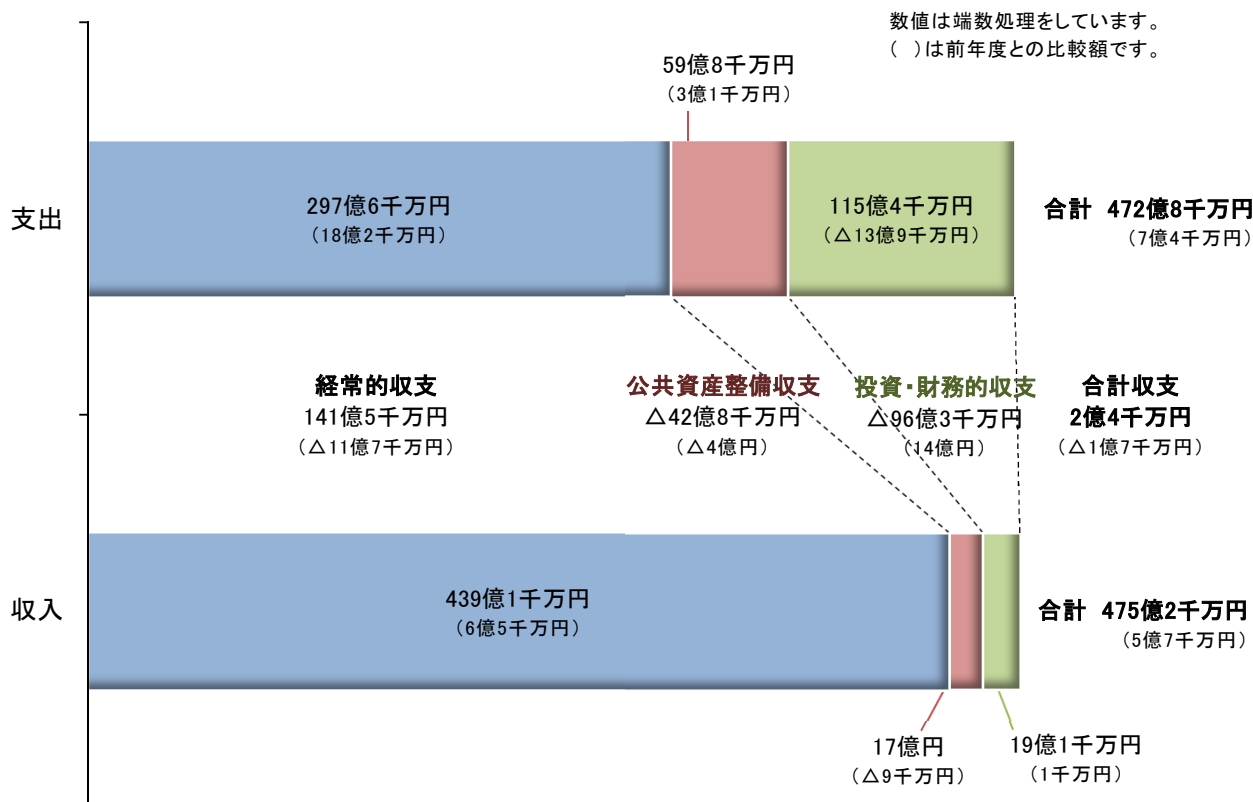 数値は端数処理をしています。
( )は前年度との比較額です。
59億8千万円
(3億1千万円)
支出
297億6千万円
(18億2千万円)
115億4千万円
(△13億9千万円)
合計 472億8千万円
(7億4千万円)
経常的収支
141億5千万円
(△11億7千万円)
公共資産整備収支
△42億8千万円
(△4億円)
投資・財務的収支
△96億3千万円
(14億円)
合計収支
2億4千万円
(△1億7千万円)
収入
439億1千万円
(6億5千万円)
合計 475億2千万円
(5億7千万円)
17億円
(△9千万円)
19億1千万円
(1千万円)